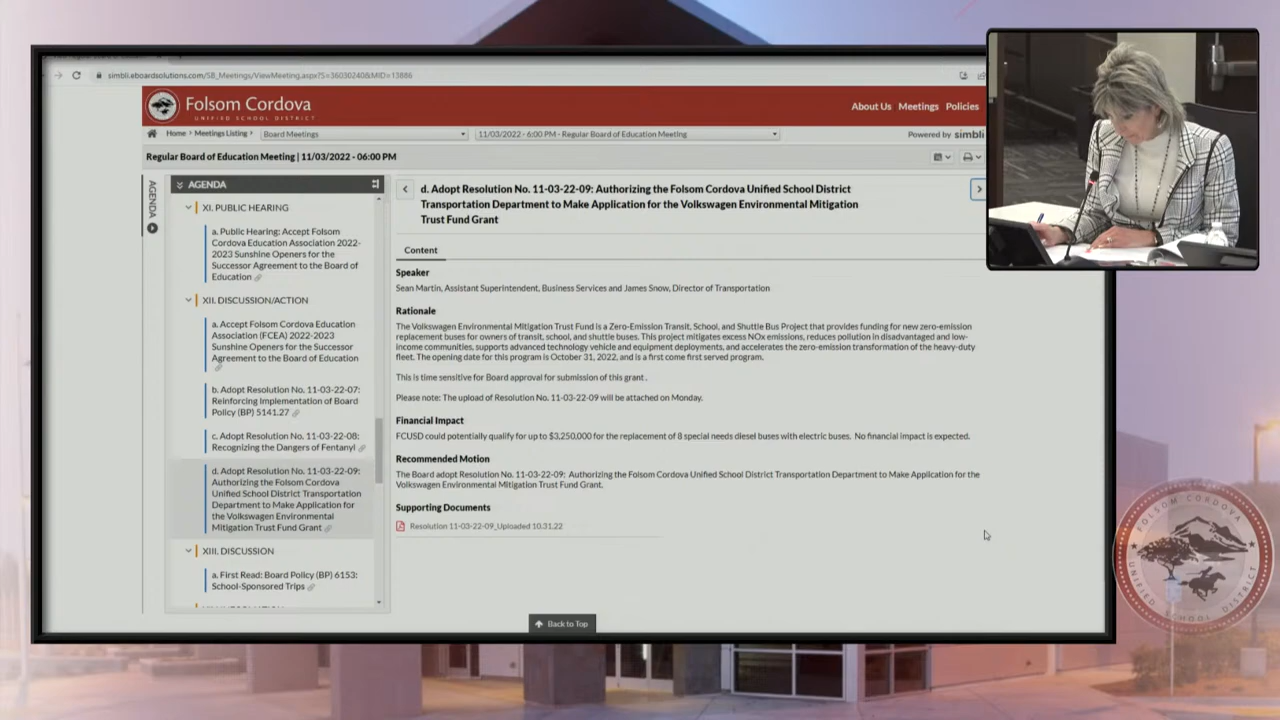 simbli.eboardsolutions.com/SB_Meetings/ViewMeeting.aspx?S=36030240&MID=13886
Folsom Cordova
UNIFIED SCHOOL DISTRICT
About Us Meetings Policies
Home > Meetings Listing > Board Meetings
11/03/2022 - 6:00 PM - Regular Board of Education Meeting
Powered by simbli
Regular Board of Education Meeting | 11/03/2022 - 06:00 PM
AGENDA
AGENDA
XI. PUBLIC HEARING
a. Public Hearing: Accept Folsom
Cordova Education Association 2022-
2023 Sunshine Openers for the
Successor Agreement to the Board of
Education
XII. DISCUSSION/ACTION
a. Accept Folsom Cordova Education
Association (FCEA) 2022-2023
Sunshine Openers for the Successor
Agreement to the Board of Education
b. Adopt Resolution No. 11-03-22-07:
Reinforcing Implementation of Board
Policy (BP) 5141.27
c. Adopt Resolution No. 11-03-22-08:
Recognizing the Dangers of Fentanyl
d. Adopt Resolution No. 11-03-22-09:
Authorizing the Folsom Cordova
Unified School District Transportation
Department to Make Application for
the Volkswagen Environmental
Mitigation Trust Fund Grant
XIII. DISCUSSION
a. First Read: Board Policy (BP) 6153:
School-Sponsored Trips
d. Adopt Resolution No. 11-03-22-09: Authorizing the Folsom Cordova Unified School District
Transportation Department to Make Application for the Volkswagen Environmental Mitigation
Trust Fund Grant
Content
Speaker
Sean Martin, Assistant Superintendent, Business Services and James Snow, Director of Transportation
Rationale
The Volkswagen Environmental Mitigation Trust Fund is a Zero-Emission Transit, School, and Shuttle Bus Project that provides funding for new zero-emission
replacement buses for owners of transit, school, and shuttle buses. This project mitigates excess NOx emissions, reduces pollution in disadvantaged and low-
income communities, supports advanced technology vehicle and equipment deployments, and accelerates the zero-emission transformation of the heavy-duty
fleet. The opening date for this program is October 31, 2022, and is a first come first served program.
This is time sensitive for Board approval for submission of this grant .
Please note: The upload of Resolution No. 11-03-22-09 will be attached on Monday.
Financial Impact
FCUSD could potentially qualify for up to $3,250,000 for the replacement of 8 special needs diesel buses with electric buses. No financial impact is expected.
Recommended Motion
The Board adopt Resolution No. 11-03-22-09: Authorizing the Folsom Cordova Unified School District Transportation Department to Make Application for the
Volkswagen Environmental Mitigation Trust Fund Grant.
Supporting Documents
Resolution 11-03-22-09_Uploaded 10.31.22
Back to Top
FOLSOM CORDOVA
UNIFIED SCHOOL DISTRICT